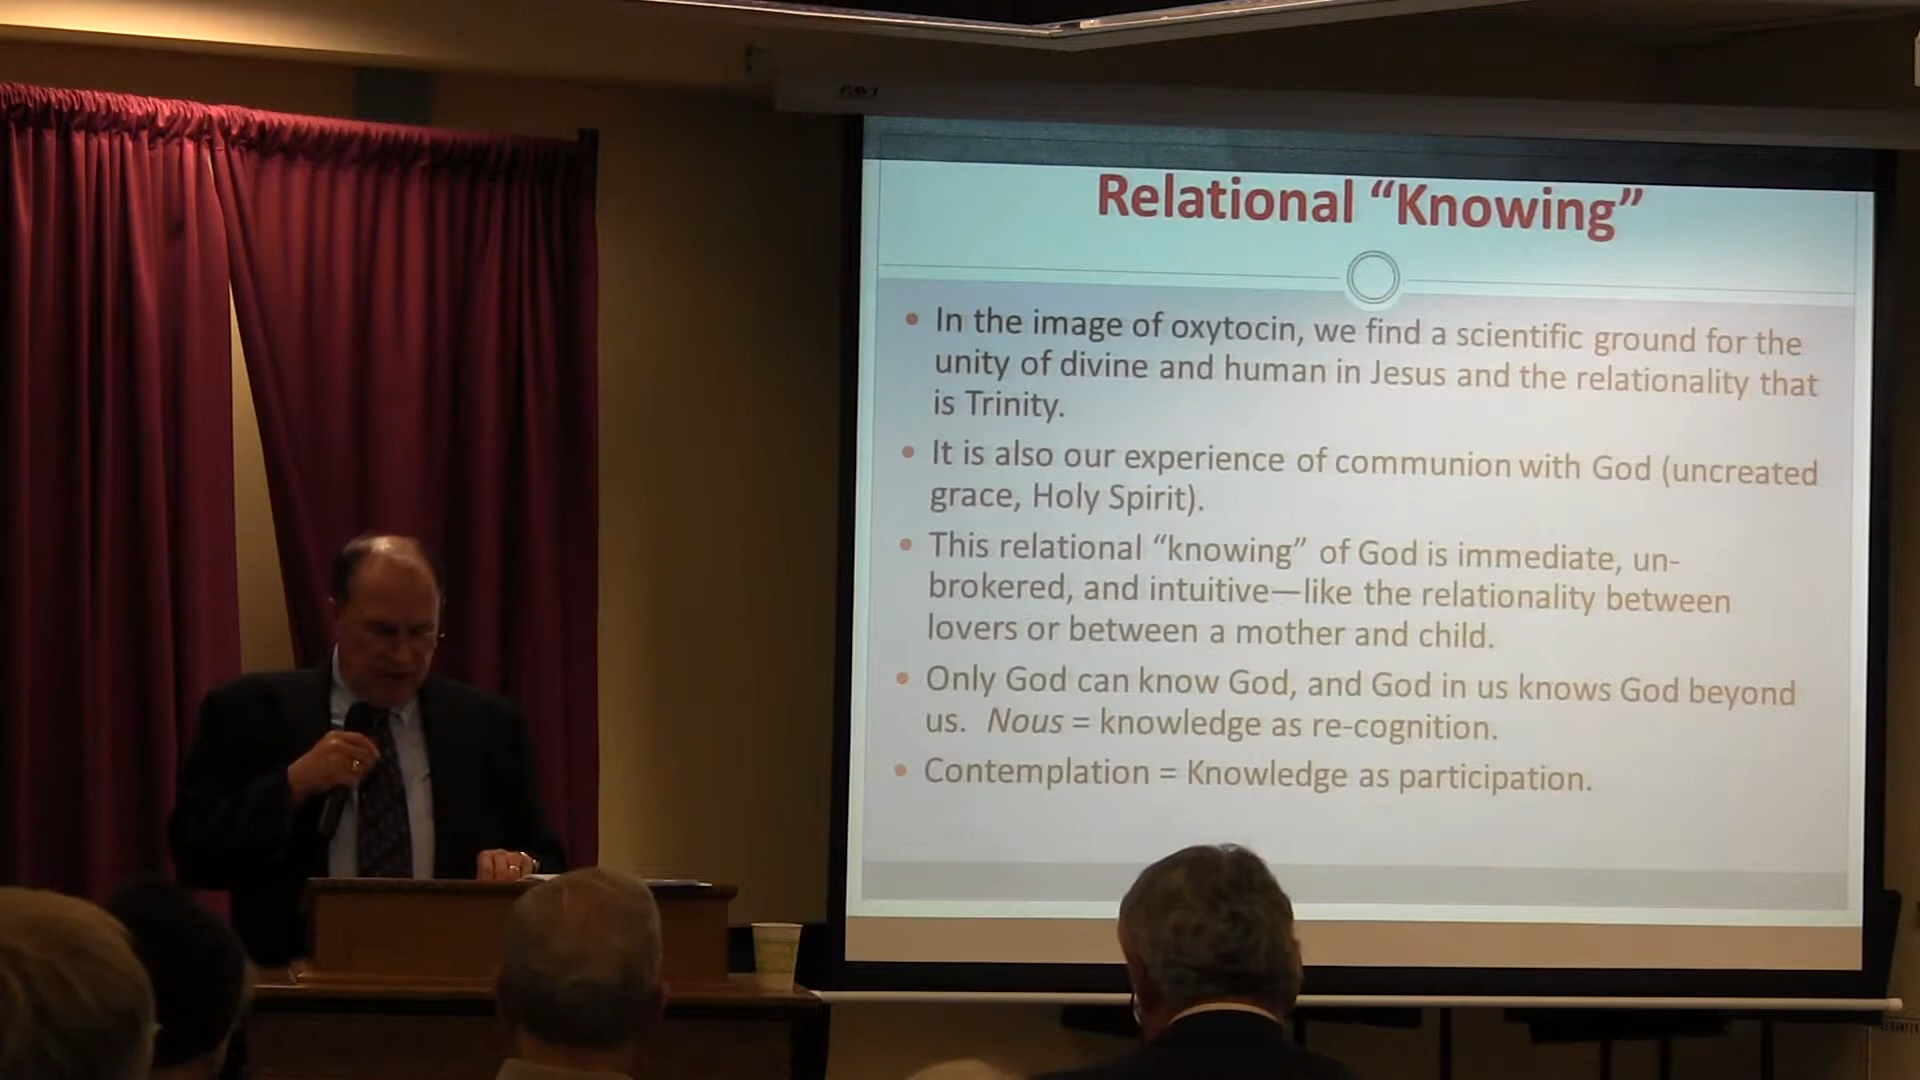 Relational “Knowing”
• In the image of oxytocin, we find a scientific ground for the
unity of divine and human in Jesus and the relationality that
is Trinity.
• It is also our experience of communion with God (uncreated
grace, Holy Spirit).
• This relational “knowing” of God is immediate, un-
brokered, and intuitive—like the relationality between
lovers or between a mother and child.
• Only God can know God, and God in us knows God beyond
us. Nous = knowledge as re-cognition.
• Contemplation = Knowledge as participation.